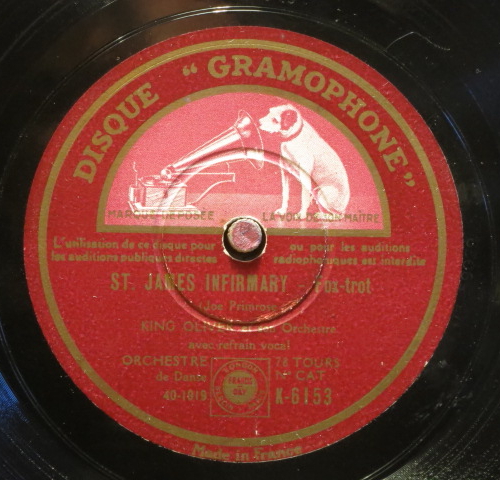 DISQUE “GRAMOPHONE”
MARQUE DÉPOSÉE LA VOIX DE SON MAÎTRE
L'utilisation de ce disque pour ou pour les auditions
les auditions publiques directes radiophoniques est interdite
ST. JAMES INFIRMARY - Fox-trot
(Joe Primrose)
KING OLIVER et son Orchestre
avec refrain vocal
ORCHESTRE 78 TOURS
de Danse Nº CAT
40-1019 K-6153
Made in France